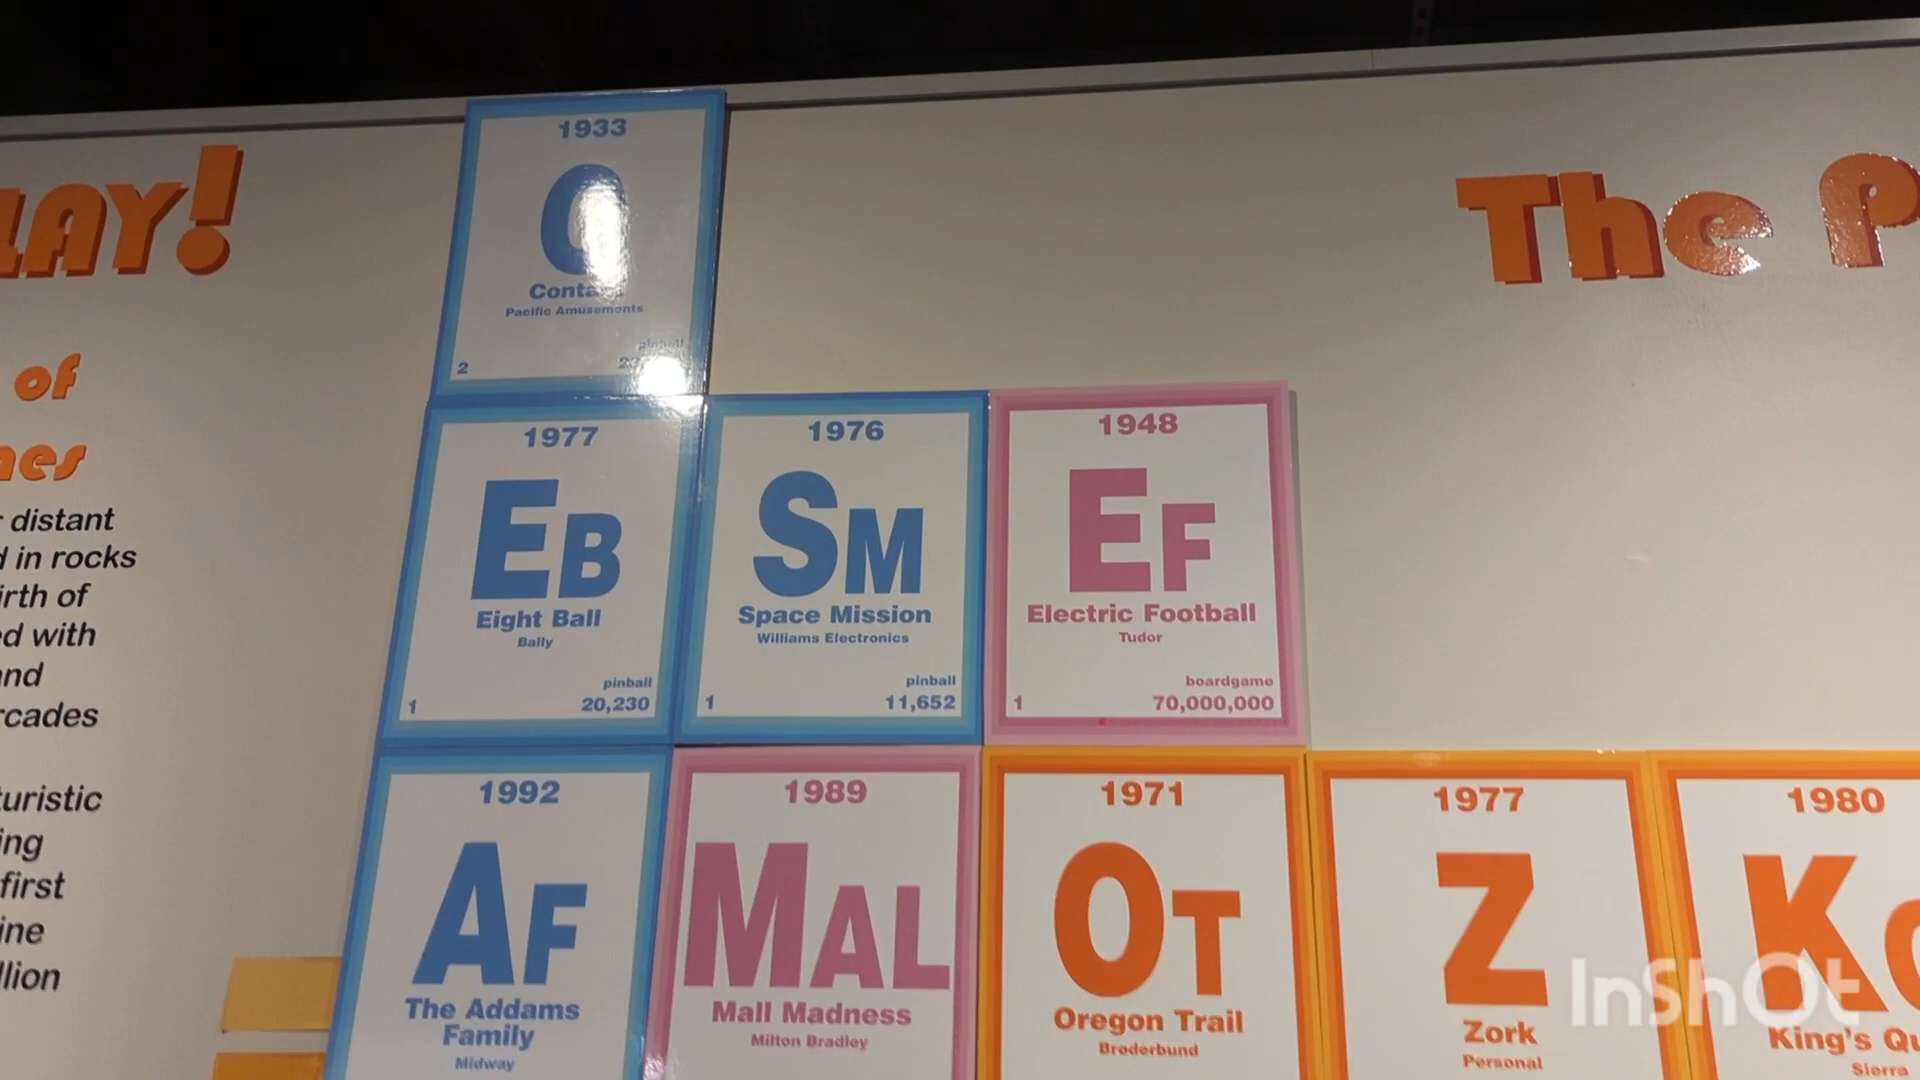 LAY!
of
nes
distant
d in rocks
irth of
ed with
and
rcades
turistic
ing
first
ine
llion
The P
1933
C
Pacific Amusements
pinball
2
1977
EB
Eight Ball
Bally
pinball
1 20,230
1976
SM
Space Mission
Williams Electronics
pinball
1 11,652
1948
EF
Electric Football
Tudor
boardgame
1 70,000,000
1992
AF
The Addams
Family
Midway
1989
MAL
Mall Madness
Milton Bradley
1971
OT
Oregon Trail
Brøderbund
1977
Z
Zork
Personal
1980
K
King's Qu
Sierra
InShOt